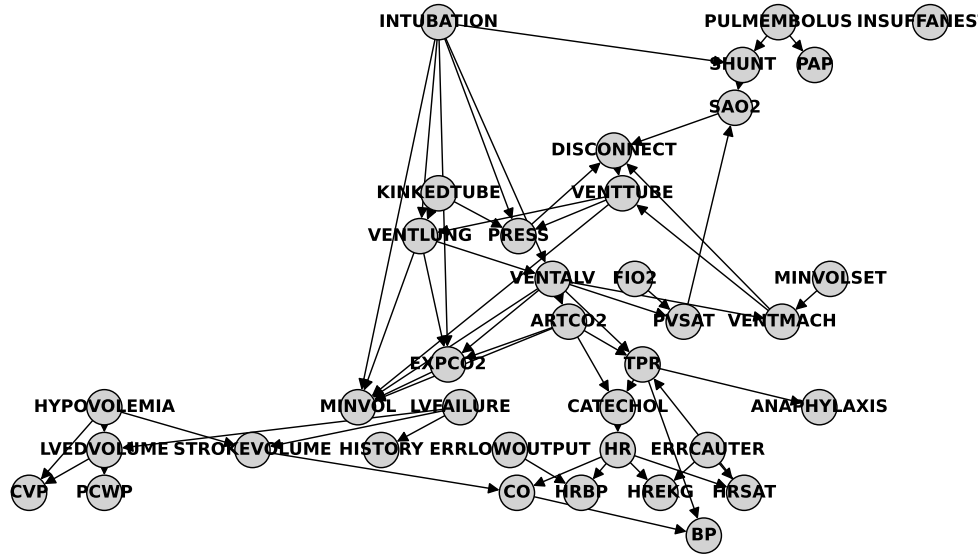 INTUBATION PULMEMBOLUS INSUFFANES
SHUNT PAP
SAO2
DISCONNECT
KINKEDTUBE VENTTUBE
VENTLUNG PRESS
VENTALV FIO2 MINVOLSET
ARTCO2 PVSAT VENTMACH
EXPCO2 TPR
HYPOVOLEMIA MINVOL LVFAILURE CATECHOL ANAPHYLAXIS
LVEDVOLUME STROKEVOLUME HISTORY ERRLOWOUTPUT HR ERRCAUTER
CVP PCWP CO HRBP HREKG HRSAT
BP